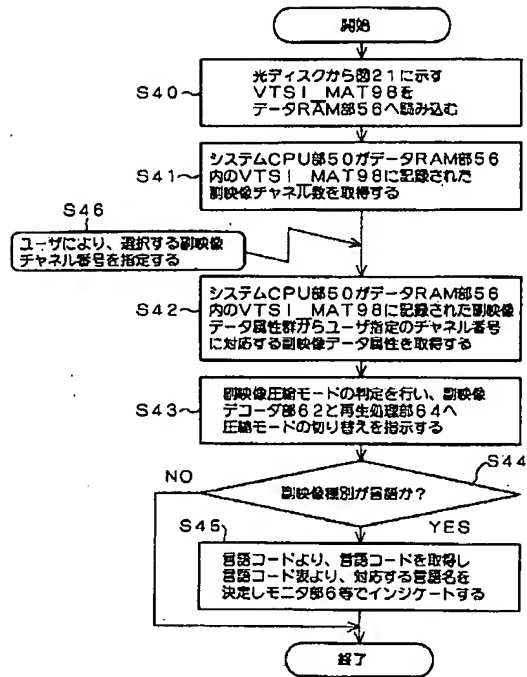 開始
S40
光ディスクから図21に示す
VTSI_MAT98を
データRAM部56へ読み込む
S41
システムCPU部50がデータRAM部56
内のVTSI_MAT98に記録された
副映像チャネル数を取得する
S46
ユーザにより、選択する副映像
チャネル番号を指定する
S42
システムCPU部50がデータRAM部56
内のVTSI_MAT98に記録された副映像
データ属性群からユーザ指定のチャネル番号
に対応する副映像データ属性を取得する
S43
副映像圧縮モードの判定を行い、副映像
デコーダ部62と再生処理部64へ
圧縮モードの切り替えを指示する
S44
NO
副映像種別が言語か?
YES
S45
言語コードより、言語コードを取得し
言語コード表より、対応する言語名を
決定しモニタ部6等でインジケートする
終了